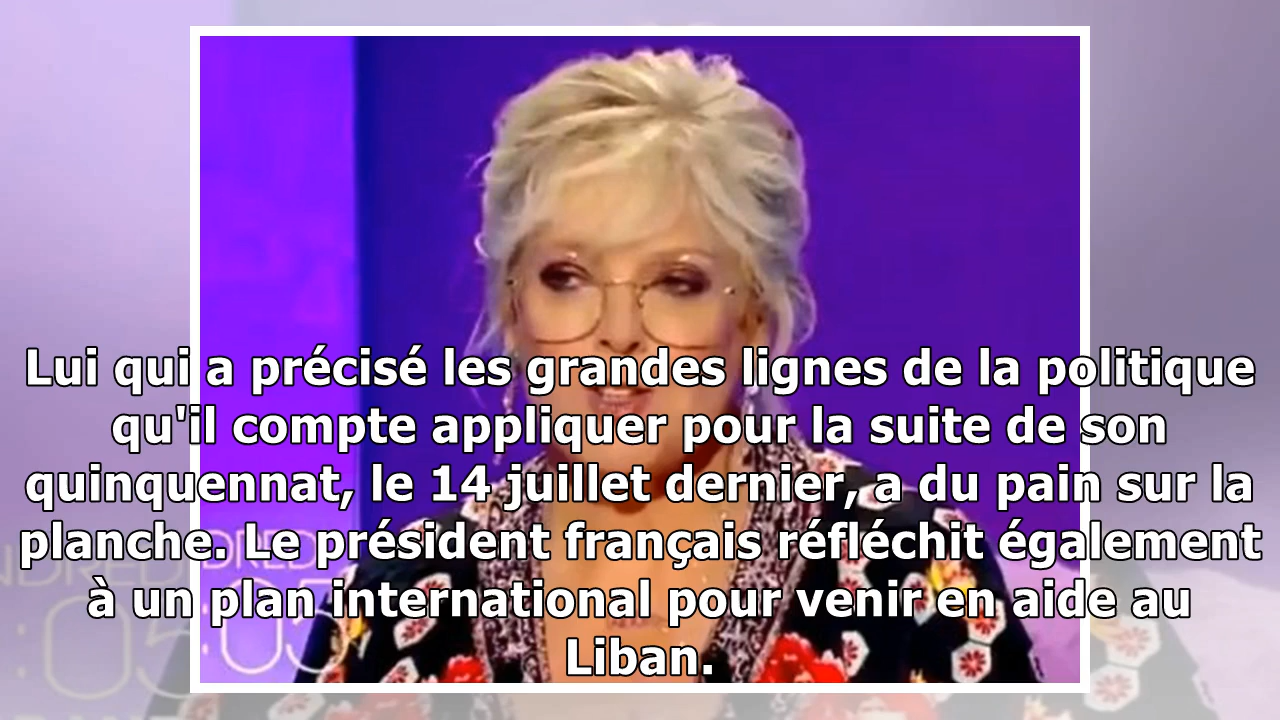 Lui qui a précisé les grandes lignes de la politique
qu'il compte appliquer pour la suite de son
quinquennat, le 14 juillet dernier, a du pain sur la
planche. Le président français réfléchit également
à un plan international pour venir en aide au
Liban.